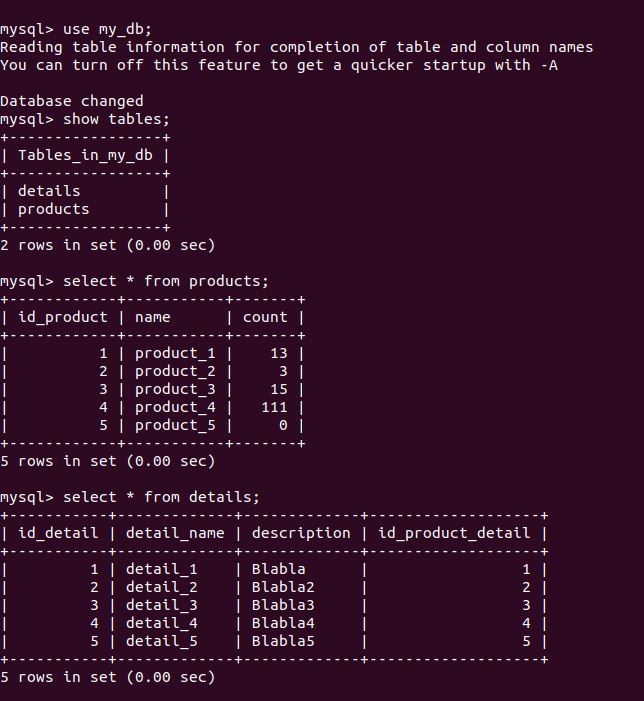 mysql> use my_db;
Reading table information for completion of table and column names
You can turn off this feature to get a quicker startup with -A

Database changed
mysql> show tables;
+-----------------+
| Tables_in_my_db |
+-----------------+
| details         |
| products        |
+-----------------+
2 rows in set (0.00 sec)

mysql> select * from products;
+------------+-----------+-------+
| id_product | name      | count |
+------------+-----------+-------+
|          1 | product_1 |    13 |
|          2 | product_2 |     3 |
|          3 | product_3 |    15 |
|          4 | product_4 |   111 |
|          5 | product_5 |     0 |
+------------+-----------+-------+
5 rows in set (0.00 sec)

mysql> select * from details;
+-----------+-------------+-------------+-------------------+
| id_detail | detail_name | description | id_product_detail |
+-----------+-------------+-------------+-------------------+
|         1 | detail_1    | Blabla      |                 1 |
|         2 | detail_2    | Blabla2     |                 2 |
|         3 | detail_3    | Blabla3     |                 3 |
|         4 | detail_4    | Blabla4     |                 4 |
|         5 | detail_5    | Blabla5     |                 5 |
+-----------+-------------+-------------+-------------------+
5 rows in set (0.00 sec)